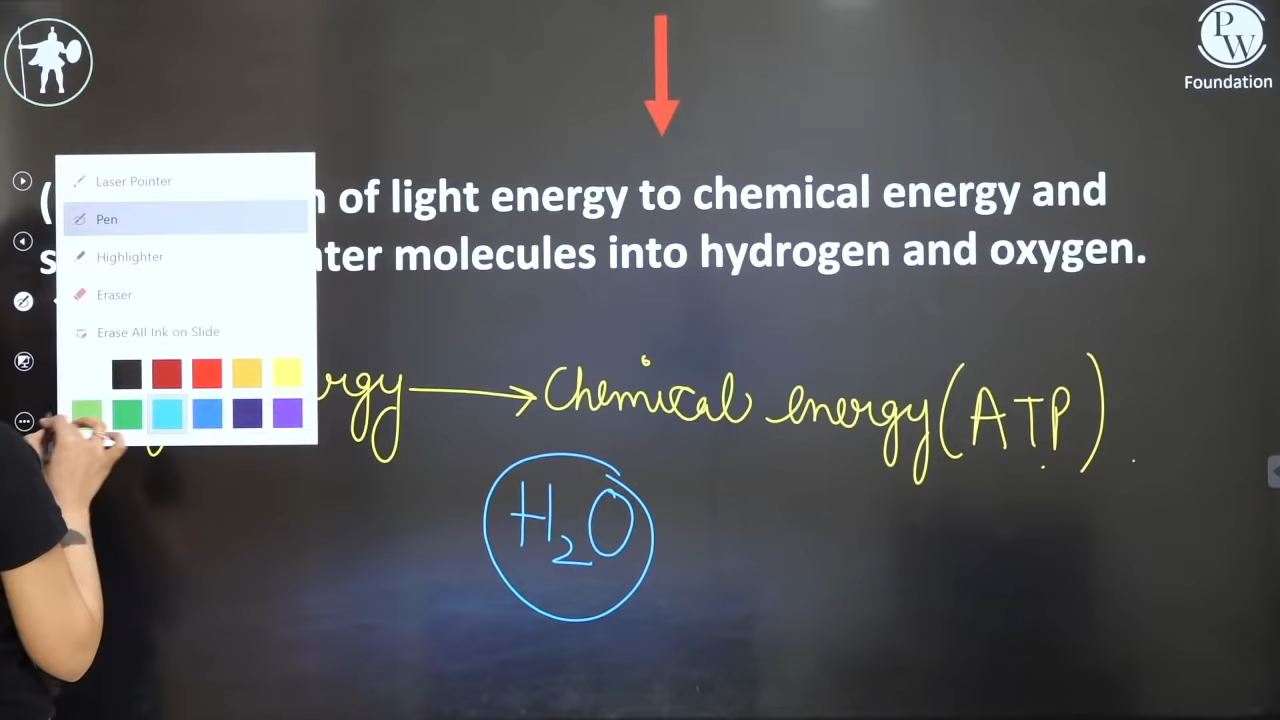 PW
Foundation
Laser Pointer
( n of light energy to chemical energy and
Pen
Highlighter
s ter molecules into hydrogen and oxygen.
Eraser
Erase All Ink on Slide
rgy → Chemical energy (ATP).
H₂O